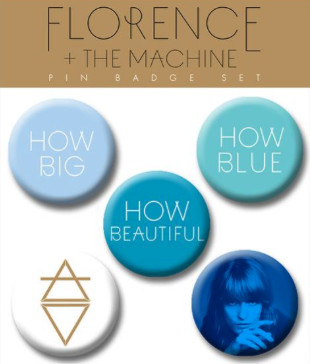 FLORENCE
+ THE MACHINE
PIN BADGE SET
HOW
BIG
HOW
BLUE
HOW
BEAUTIFUL